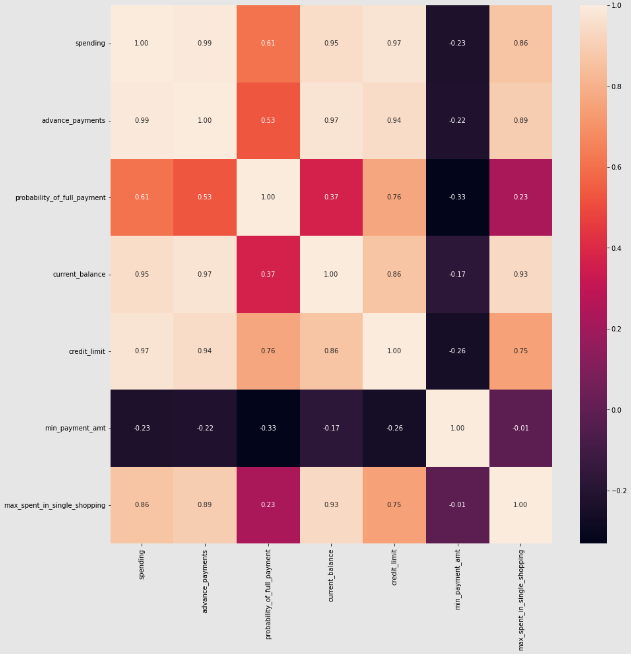 spending 1.00 0.99 0.61 0.95 0.97 -0.23 0.86
advance_payments 0.99 1.00 0.53 0.97 0.94 -0.22 0.89
probability_of_full_payment 0.61 0.53 1.00 0.37 0.76 -0.33 0.23
current_balance 0.95 0.97 0.37 1.00 0.86 -0.17 0.93
credit_limit 0.97 0.94 0.76 0.86 1.00 -0.26 0.75
min_payment_amt -0.23 -0.22 -0.33 -0.17 -0.26 1.00 -0.01
max_spent_in_single_shopping 0.86 0.89 0.23 0.93 0.75 -0.01 1.00
spending
advance_payments
probability_of_full_payment
current_balance
credit_limit
min_payment_amt
max_spent_in_single_shopping
1.0
0.8
0.6
0.4
0.2
0.0
−0.2